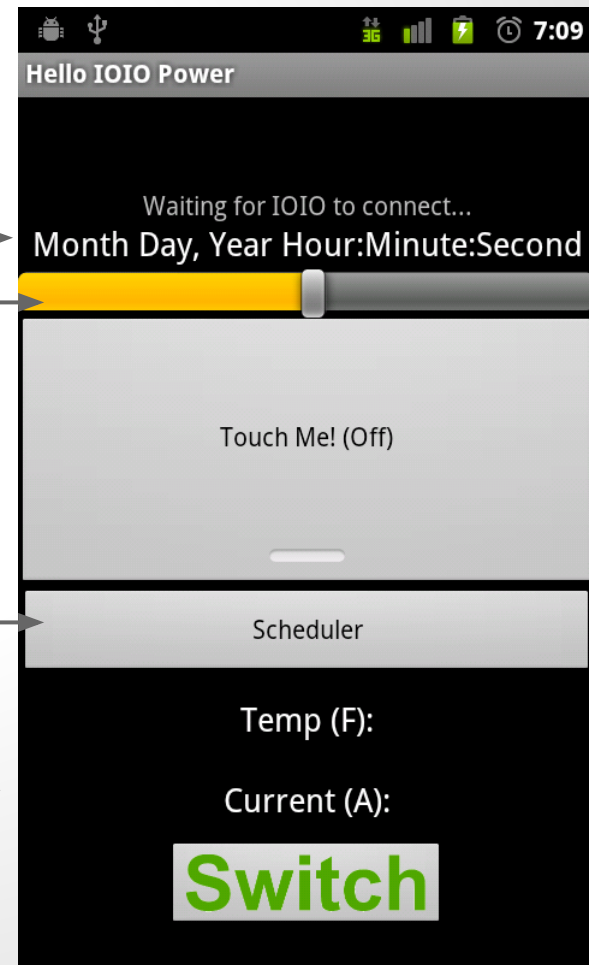 3G 7:09
Hello IOIO Power
Waiting for IOIO to connect...
Month Day, Year Hour:Minute:Second
Touch Me! (Off)
Scheduler
Temp (F):
Current (A):
Switch